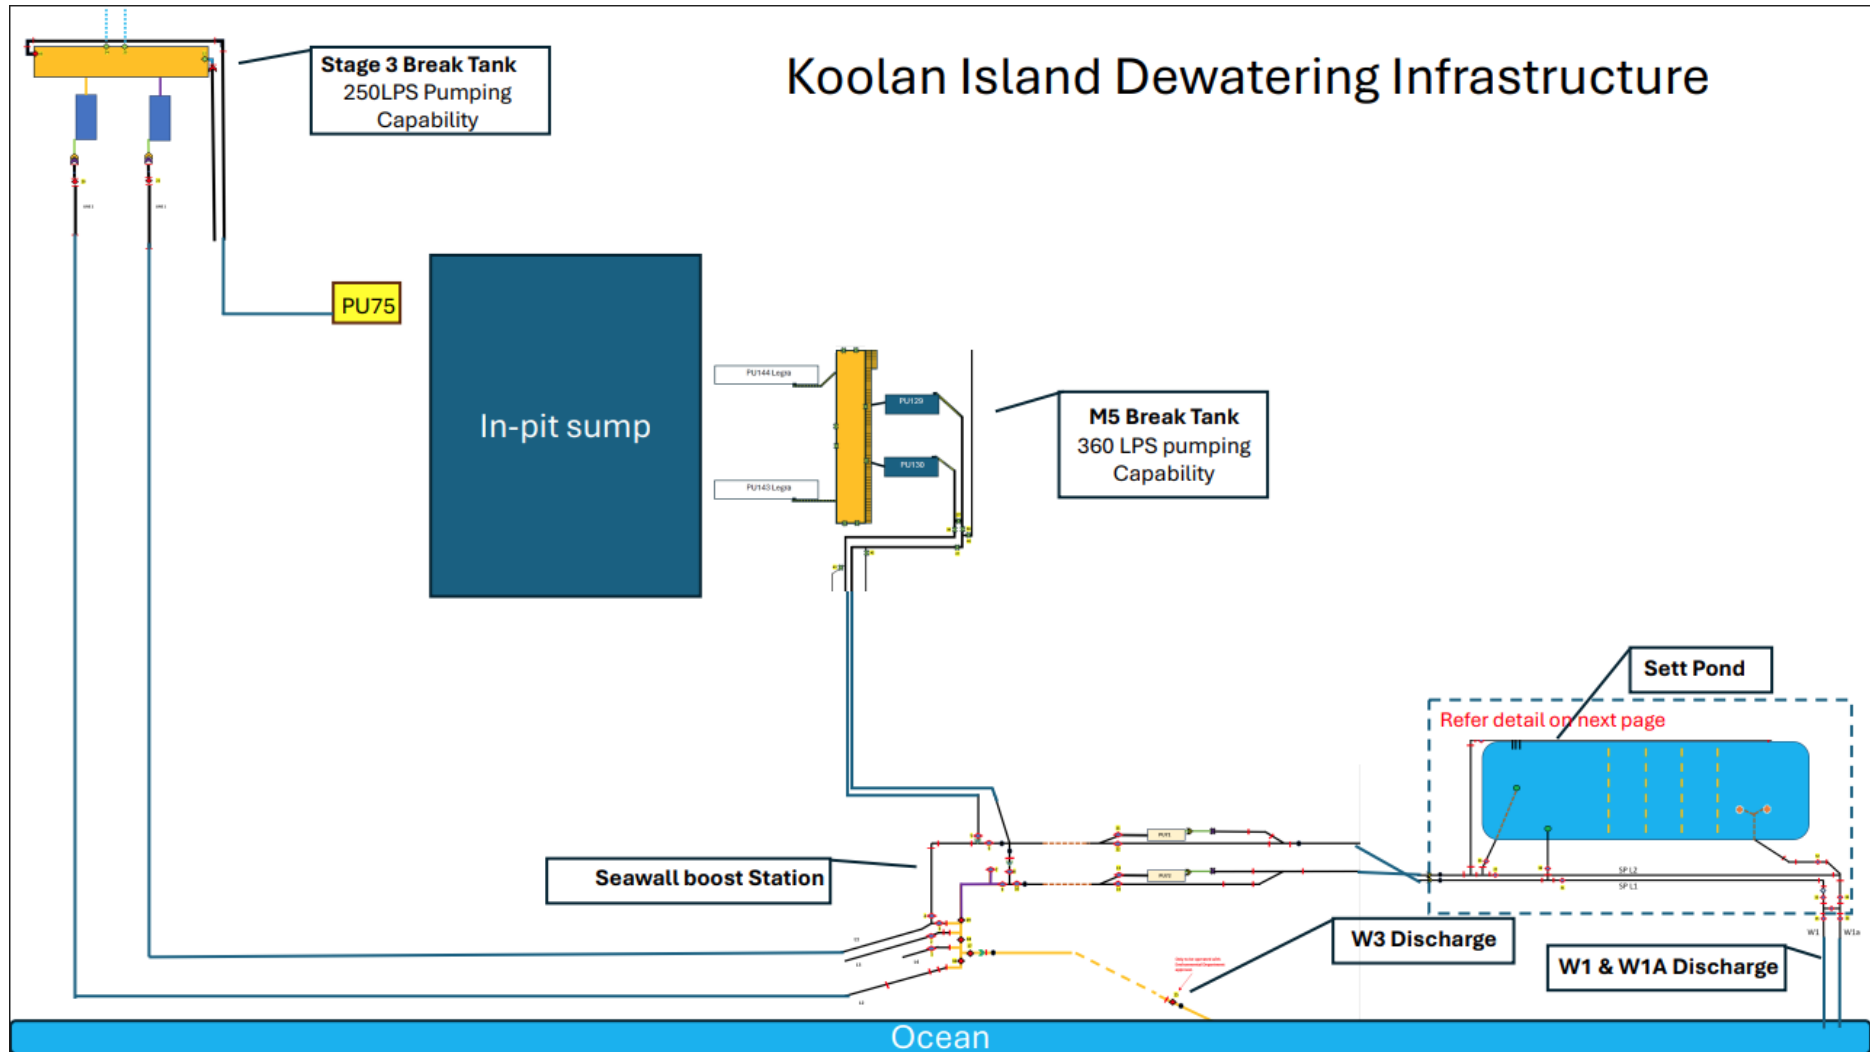 Koolan Island Dewatering Infrastructure
Stage 3 Break Tank
250LPS Pumping
Capability
PU75
In-pit sump
PU144 Legra
PU129
PU130
PU143 Legra
M5 Break Tank
360 LPS pumping
Capability
Sett Pond
Refer detail on next page
Seawall boost Station
SP L2
SP L1
W3 Discharge
W1
W1a
W1 & W1A Discharge
Ocean